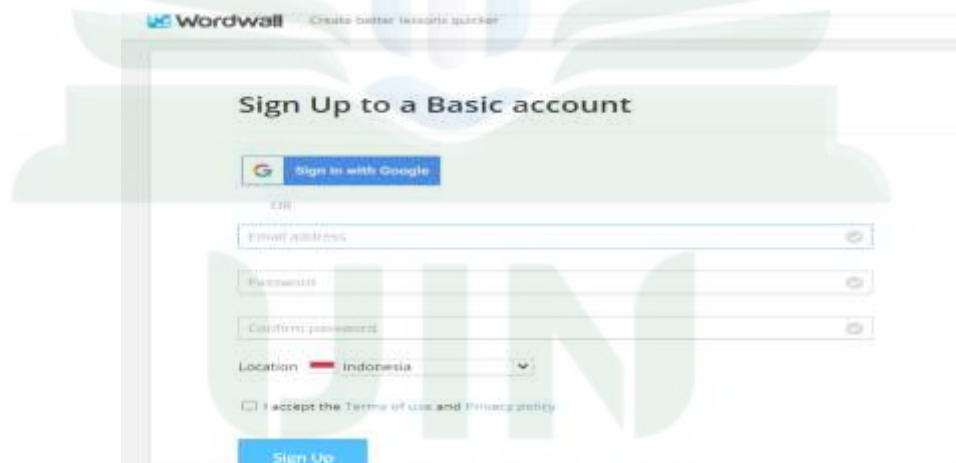 Wordwall Create better lessons quicker
Sign Up to a Basic account
G Sign in with Google
OR
Email address
Password
Confirm password
Location Indonesia
I accept the Terms of use and Privacy policy
Sign Up
UIN